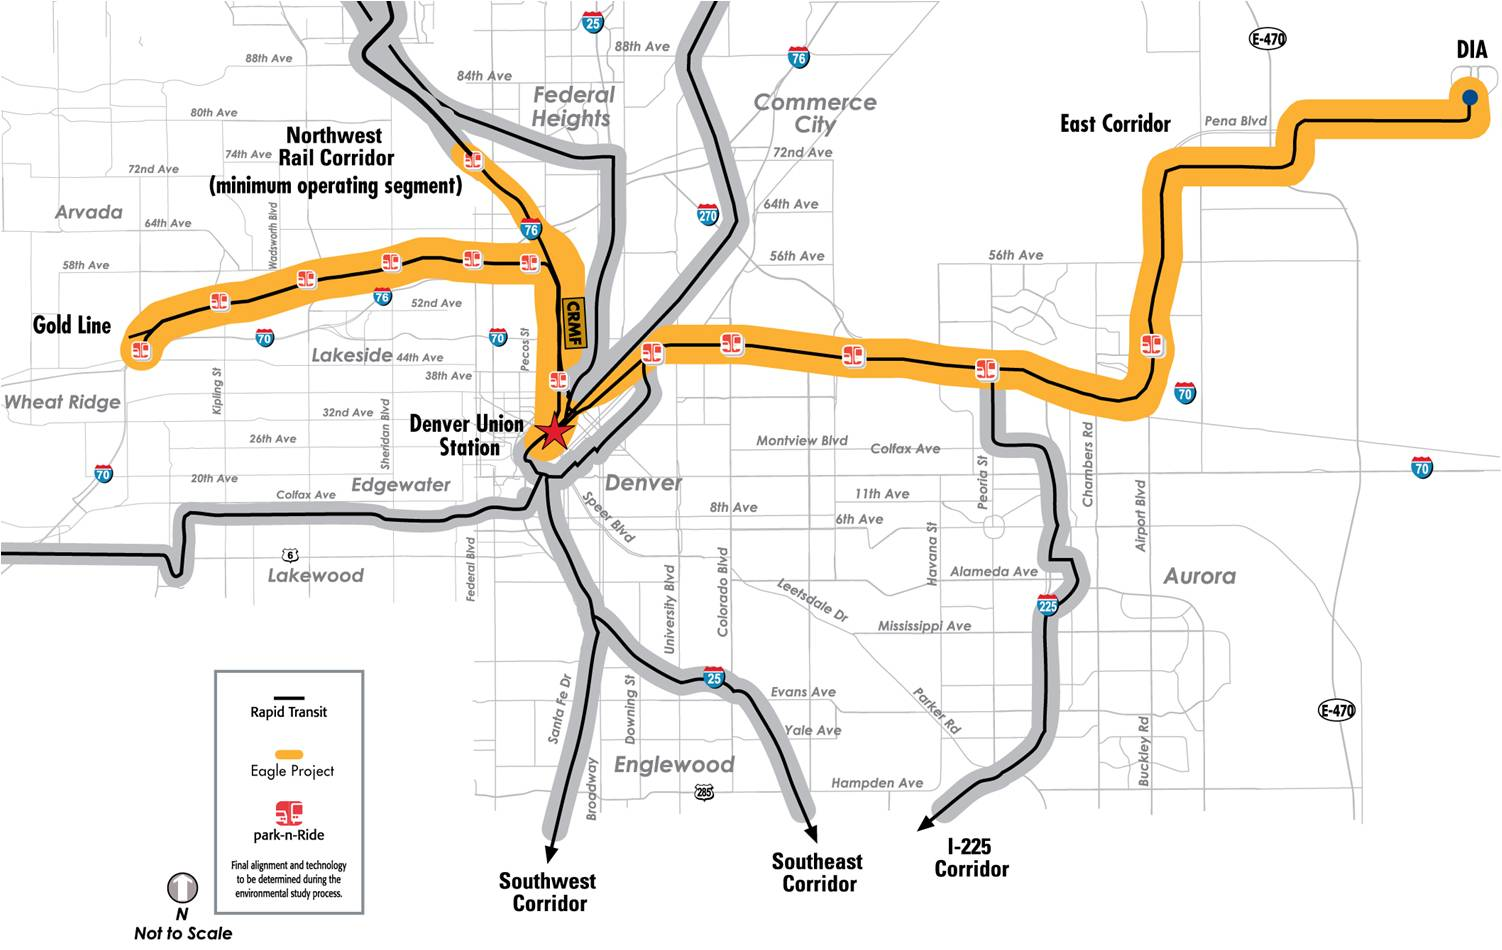 25
88th Ave
76
E-470
DIA
88th Ave
84th Ave
Federal
Heights
Commerce
City
80th Ave
East Corridor
Pena Blvd
Northwest
Rail Corridor
(minimum operating segment)
74th Ave
72nd Ave
72nd Ave
Arvada
64th Ave
Wadsworth Blvd
76
270
64th Ave
58th Ave
56th Ave
56th Ave
76
52nd Ave
CRMF
Gold Line
70
70
Pecos St
Lakeside
44th Ave
38th Ave
Kipling St
Wheat Ridge
70
32nd Ave
Sheridan Blvd
Denver Union
Station
26th Ave
Montview Blvd
Colfax Ave
Chambers Rd
70
70
20th Ave
Edgewater
Colfax Ave
Denver
Peoria St
11th Ave
8th Ave
6th Ave
Speer Blvd
Airport Blvd
Havana St
6
Lakewood
Federal Blvd
University Blvd
Colorado Blvd
Alameda Ave
Aurora
Leetsdale Dr
225
Mississippi Ave
25
Evans Ave
Santa Fe Dr
Downing St
Parker Rd
Yale Ave
E-470
Buckley Rd
Englewood
Broadway
285
Hampden Ave
Rapid Transit
Eagle Project
park-n-Ride
Final alignment and technology
to be determined during the
environmental study process.
N
Not to Scale
Southwest
Corridor
Southeast
Corridor
I-225
Corridor